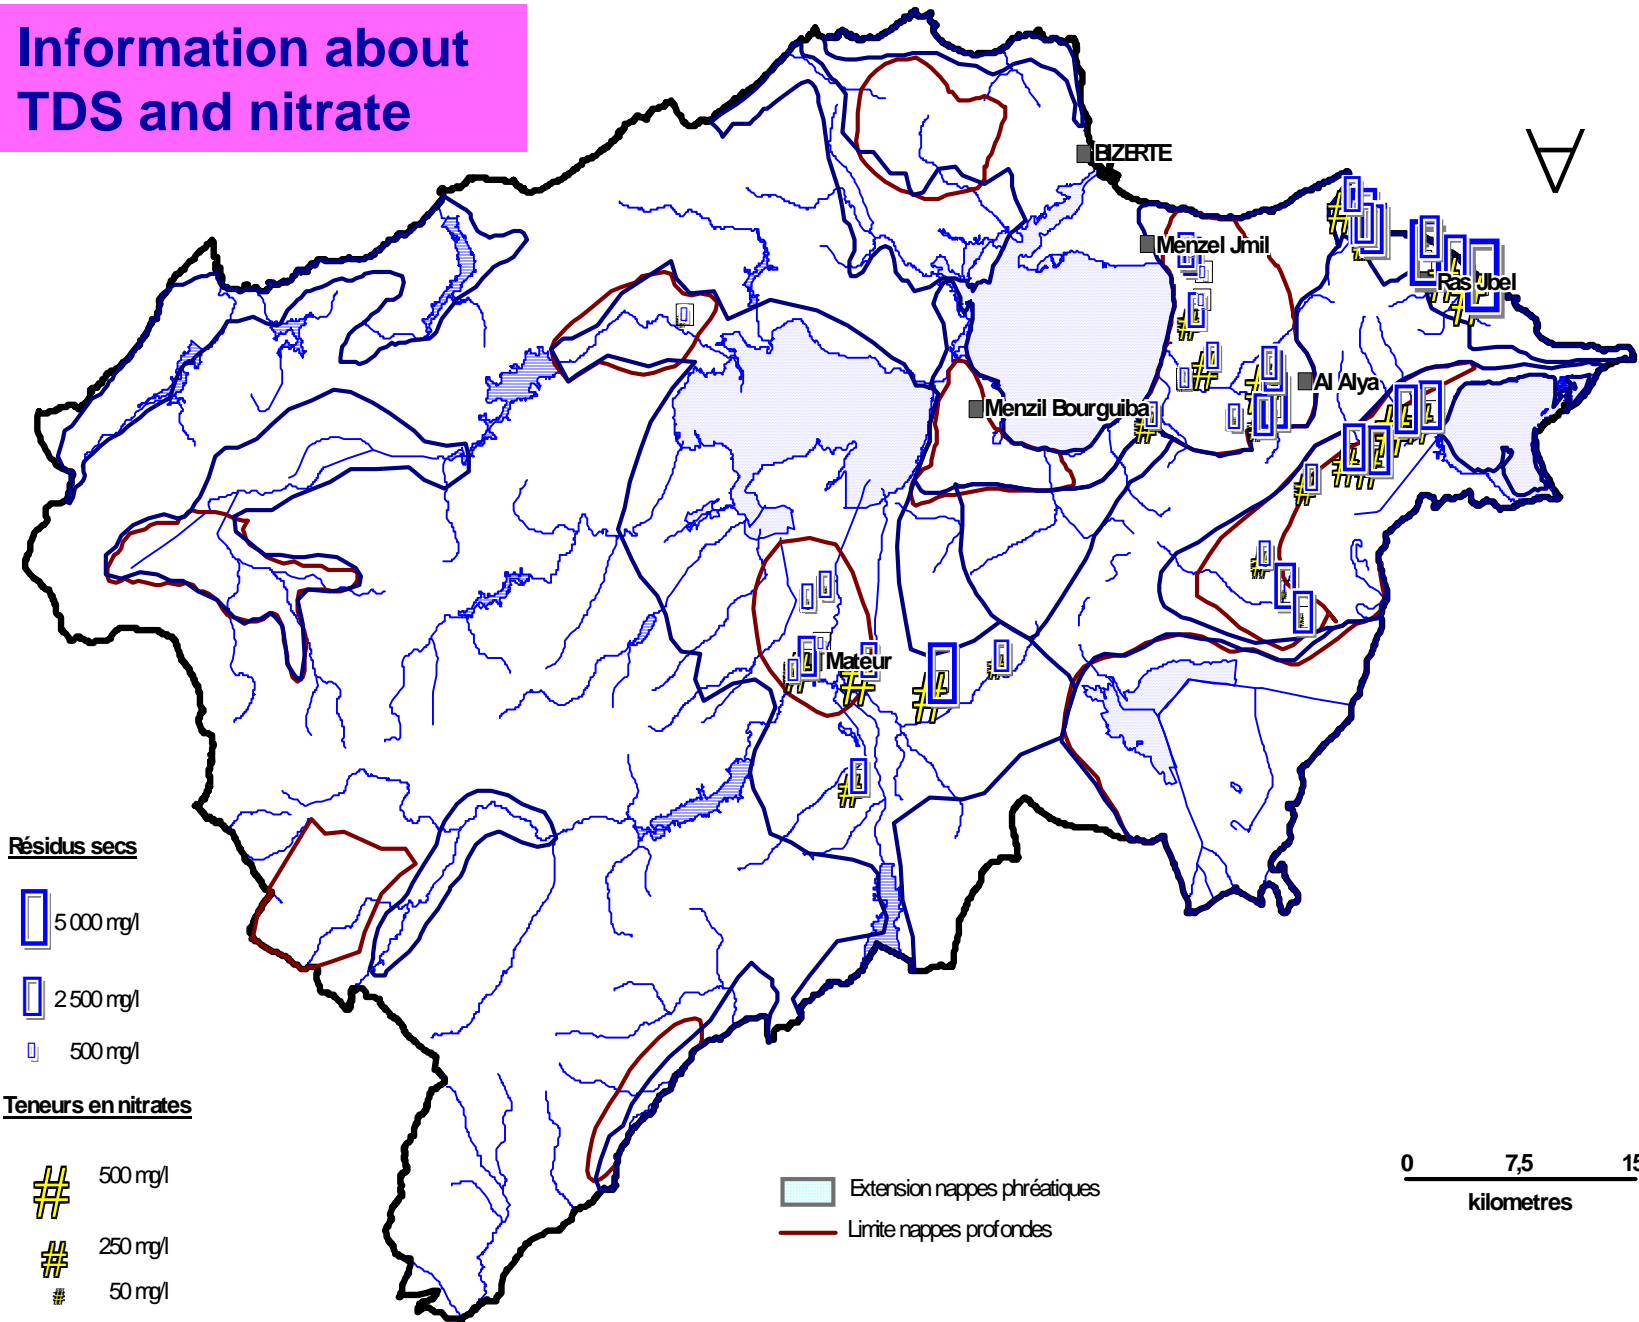 Information about
TDS and nitrate
BIZERTE
Menzel Jmil
Ras Jbel
Al Alya
Menzil Bourguiba
Mateur
Résidus secs
5 000 mg/l
2 500 mg/l
500 mg/l
Teneurs en nitrates
500 mg/l
250 mg/l
50 mg/l
Extension nappes phréatiques
Limite nappes profondes
0 7,5 15
kilometres